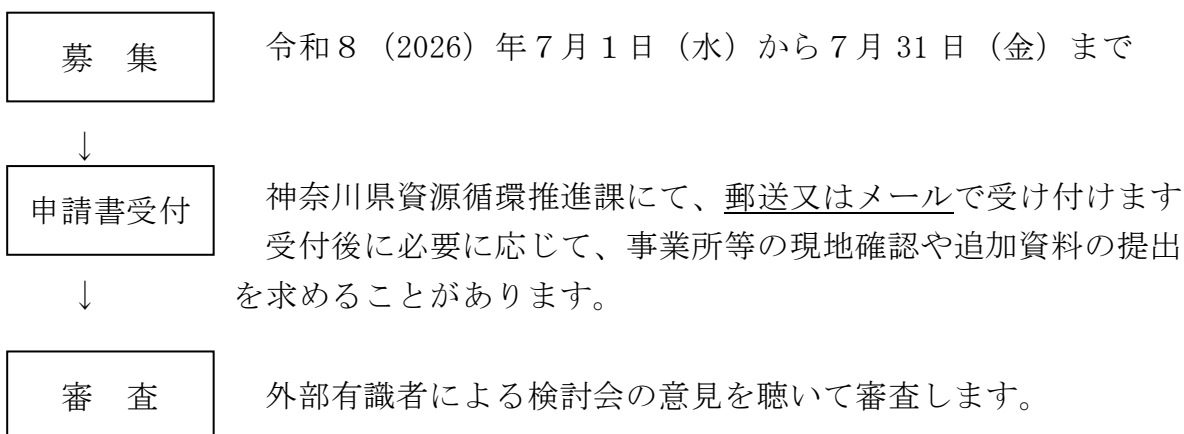 募　集　令和８（2026）年７月１日（水）から７月 31 日（金）まで
↓
申請書受付　神奈川県資源循環推進課にて、郵送又はメールで受け付けます
受付後に必要に応じて、事業所等の現地確認や追加資料の提出
↓　を求めることがあります。
審　査　外部有識者による検討会の意見を聴いて審査します。